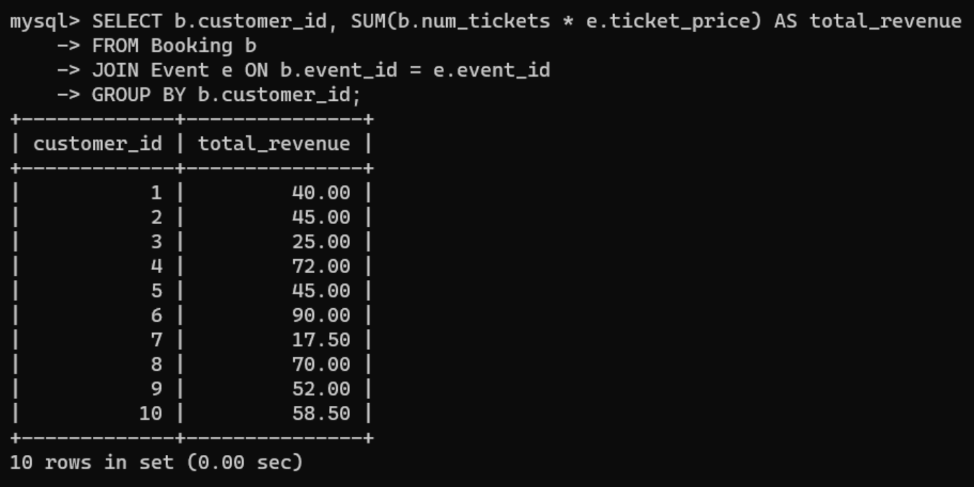 mysql> SELECT b.customer_id, SUM(b.num_tickets * e.ticket_price) AS total_revenue
    -> FROM Booking b
    -> JOIN Event e ON b.event_id = e.event_id
    -> GROUP BY b.customer_id;
+-------------+---------------+
| customer_id | total_revenue |
+-------------+---------------+
|           1 |         40.00 |
|           2 |         45.00 |
|           3 |         25.00 |
|           4 |         72.00 |
|           5 |         45.00 |
|           6 |         90.00 |
|           7 |         17.50 |
|           8 |         70.00 |
|           9 |         52.00 |
|          10 |         58.50 |
+-------------+---------------+
10 rows in set (0.00 sec)